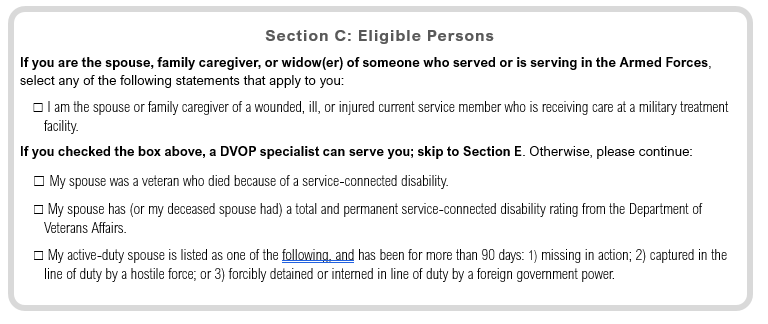 Section C: Eligible Persons
If you are the spouse, family caregiver, or widow(er) of someone who served or is serving in the Armed Forces,
select any of the following statements that apply to you:
☐ I am the spouse or family caregiver of a wounded, ill, or injured current service member who is receiving care at a military treatment
facility.
If you checked the box above, a DVOP specialist can serve you; skip to Section E. Otherwise, please continue:
☐ My spouse was a veteran who died because of a service-connected disability.
☐ My spouse has (or my deceased spouse had) a total and permanent service-connected disability rating from the Department of
Veterans Affairs.
☐ My active-duty spouse is listed as one of the following, and has been for more than 90 days: 1) missing in action; 2) captured in the
line of duty by a hostile force; or 3) forcibly detained or interned in line of duty by a foreign government power.